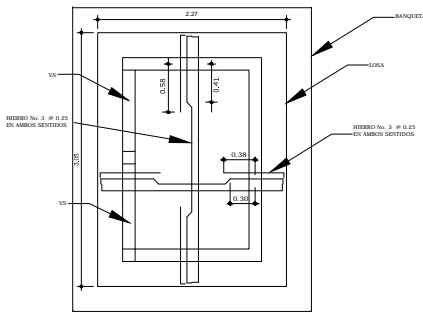 2.27
BANQUETA
VS
0.58
0.41
LOSA
HIERRO No. 3 @ 0.25
EN AMBOS SENTIDOS
HIERRO No. 3 @ 0.25
EN AMBOS SENTIDOS
3.05
0.38
0.30
VS